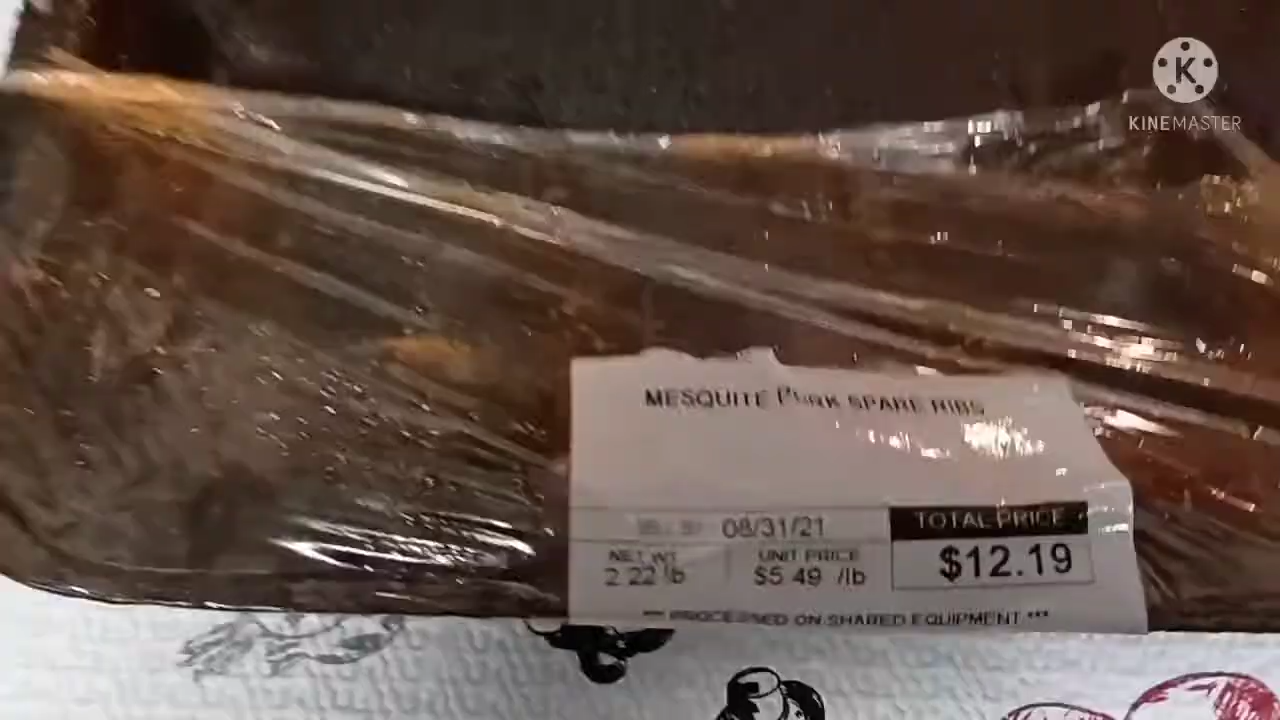 K
KINEMASTER
MESQUITE PORK SPARE RIBS
08/31/21
TOTAL PRICE
NET WT
UNIT PRICE
$12.19
2.22 lb
$5.49 /lb
*** PROCESSED ON SHARED EQUIPMENT ***